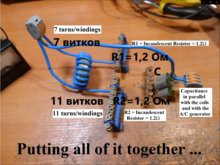 7 turns/windings
7 витков
R1 = Incandescent Resistor = 1.2Ω
R1=1,2 Ом
C
Capacitance
in parallel
with the coils
and with the
A/C generator
11 витков
R2=1,2 Ом
11 turns/windings
R2 = Incandescent Resistor = 1.2Ω
Putting all of it together ...